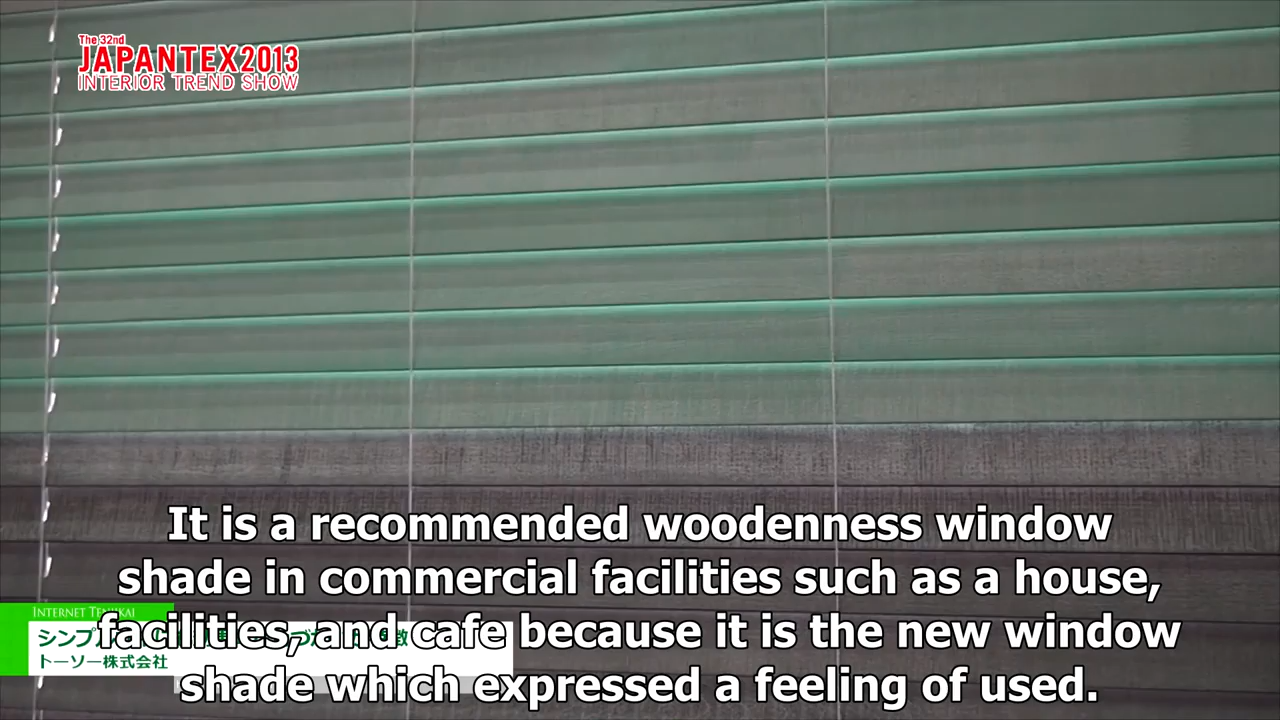 The 32nd
JAPANTEX2013
INTERIOR TREND SHOW
It is a recommended woodenness window
shade in commercial facilities such as a house,
INTERNET TEMUKAI
facilities, and cafe because it is the new window
シンプ
トーソー株式会社
shade which expressed a feeling of used.